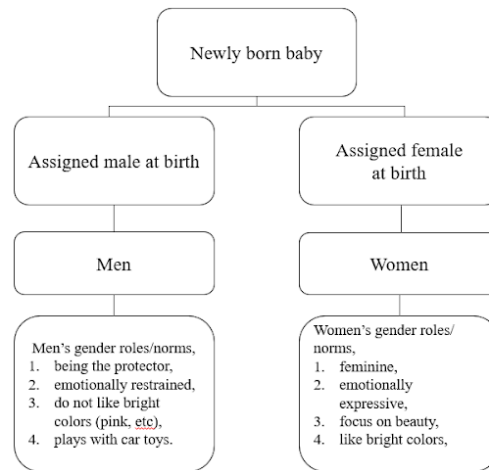 Newly born baby
Assigned male at birth
Assigned female
at birth
Men
Women
Men's gender roles/norms,
1. being the protector,
2. emotionally restrained,
3. do not like bright
colors (pink, etc),
4. plays with car toys.
Women's gender roles/
norms,
1. feminine,
2. emotionally
expressive,
3. focus on beauty,
4. like bright colors,